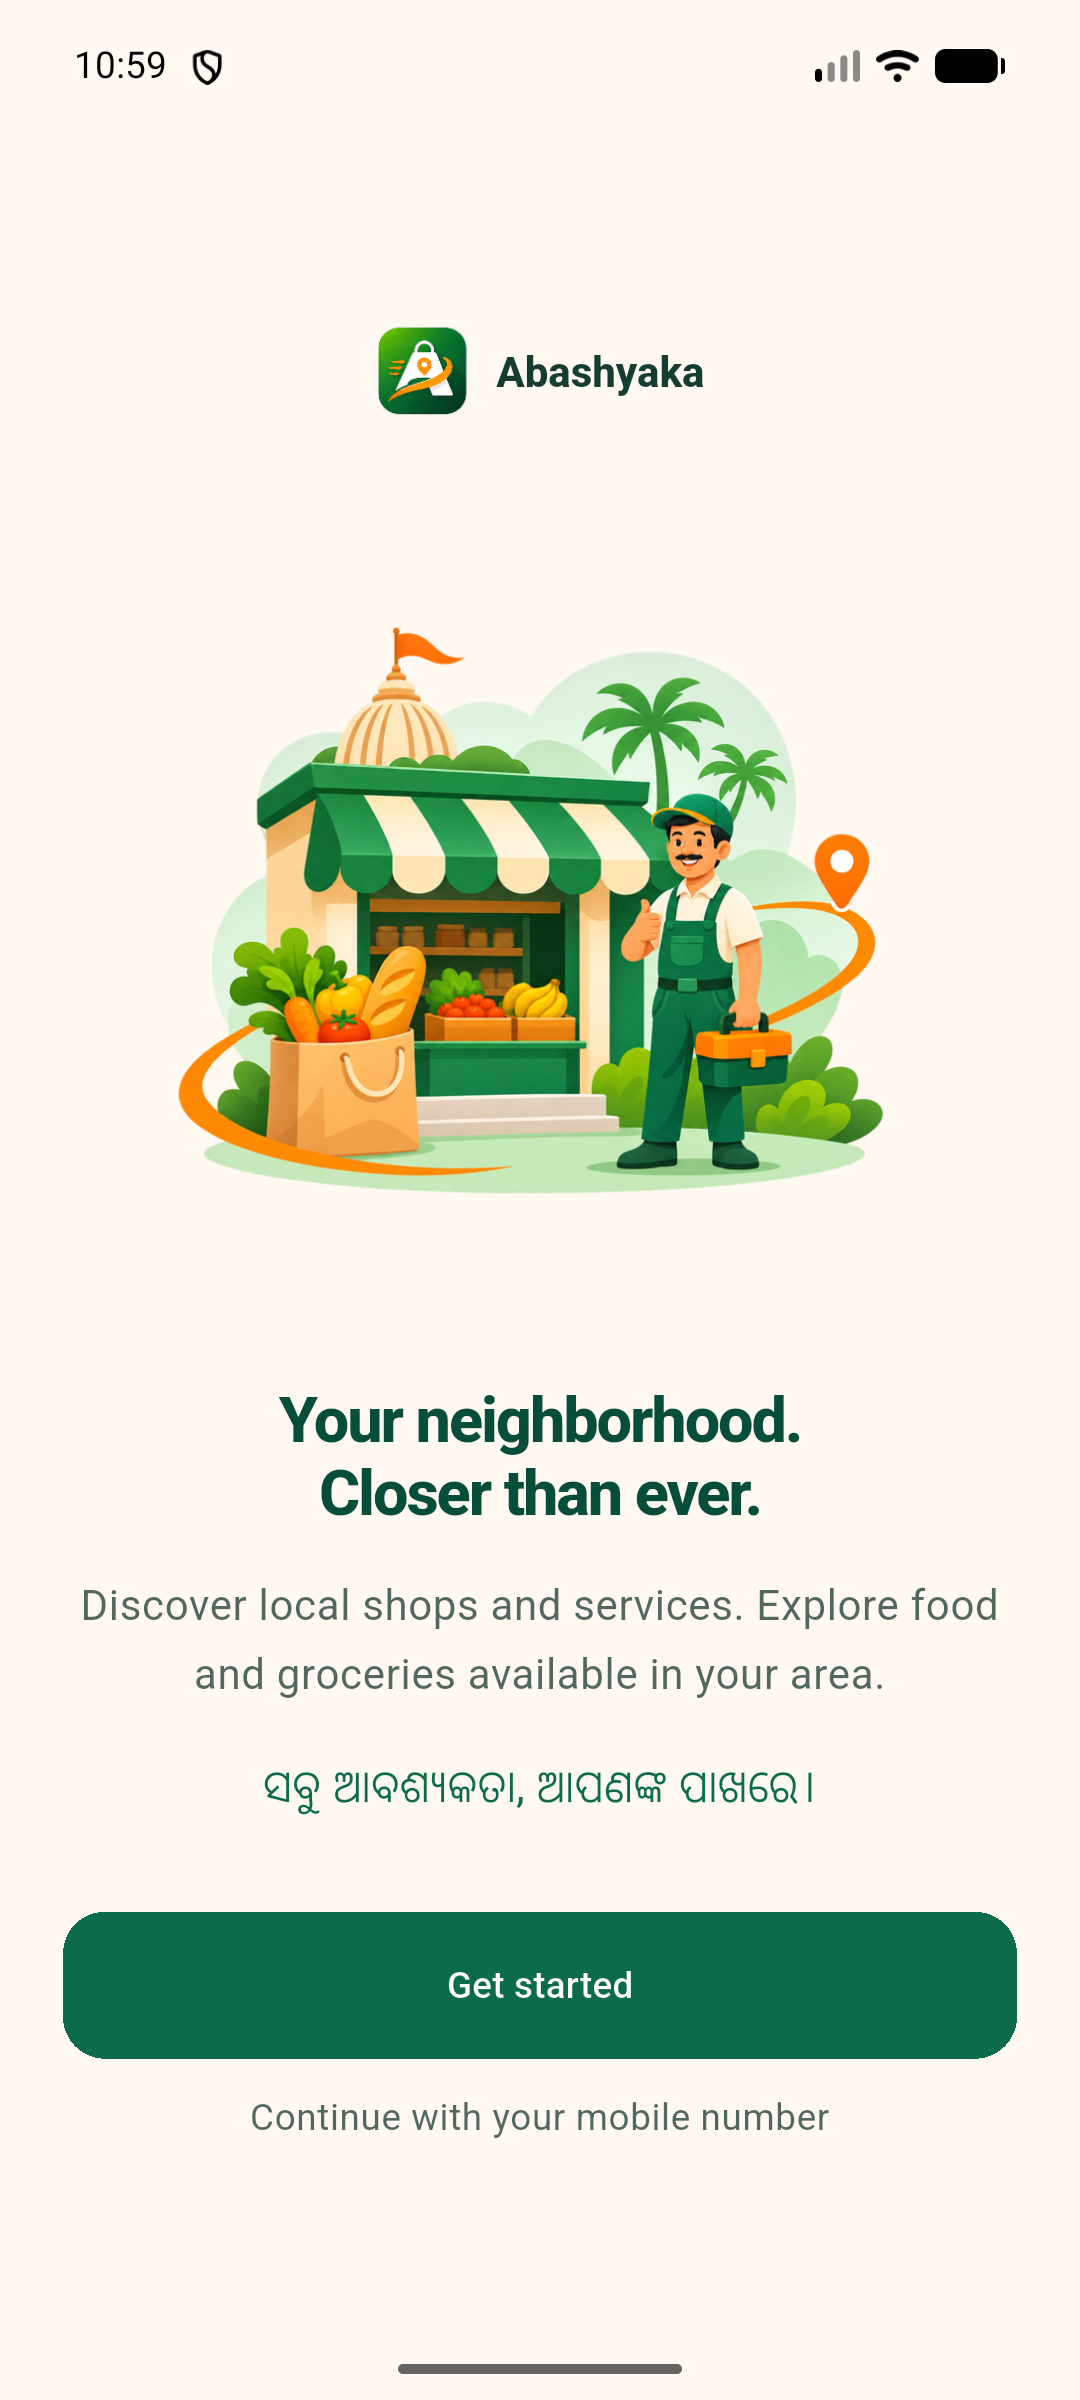 10:59
Abashyaka
Your neighborhood.
Closer than ever.
Discover local shops and services. Explore food
and groceries available in your area.
ସବୁ ଆବଶ୍ୟକତା, ଆପଣଙ୍କ ପାଖରେ।
Get started
Continue with your mobile number